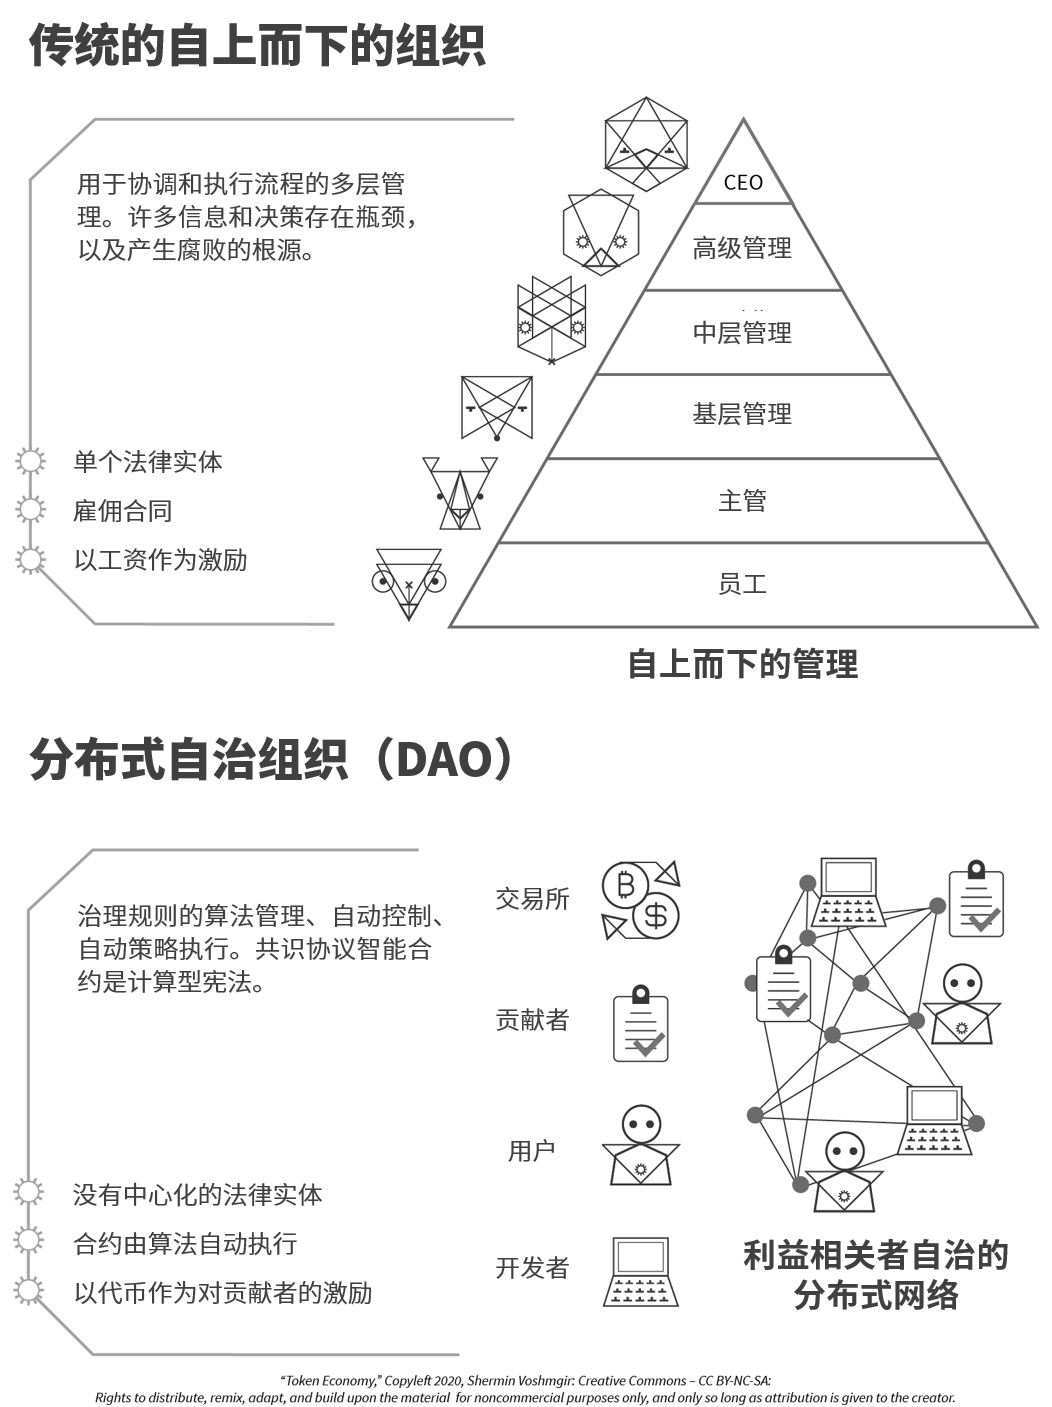 传统的自上而下的组织
用于协调和执行流程的多层管
理。许多信息和决策存在瓶颈，
以及产生腐败的根源。
单个法律实体
雇佣合同
以工资作为激励
CEO
高级管理
中层管理
基层管理
主管
员工
自上而下的管理
分布式自治组织（DAO）
治理规则的算法管理、自动控制、
自动策略执行。共识协议智能合
约是计算型宪法。
没有中心化的法律实体
合约由算法自动执行
以代币作为对贡献者的激励
交易所
贡献者
用户
开发者
利益相关者自治的
分布式网络
“Token Economy,” Copyleft 2020, Shermin Voshmgir: Creative Commons – CC BY-NC-SA:
Rights to distribute, remix, adapt, and build upon the material for noncommercial purposes only, and only so long as attribution is given to the creator.